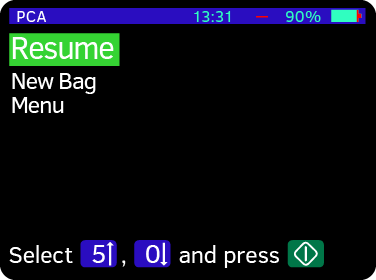 PCA 13:31 — 90%
Resume
New Bag
Menu
Select 5↑, 0↓ and press